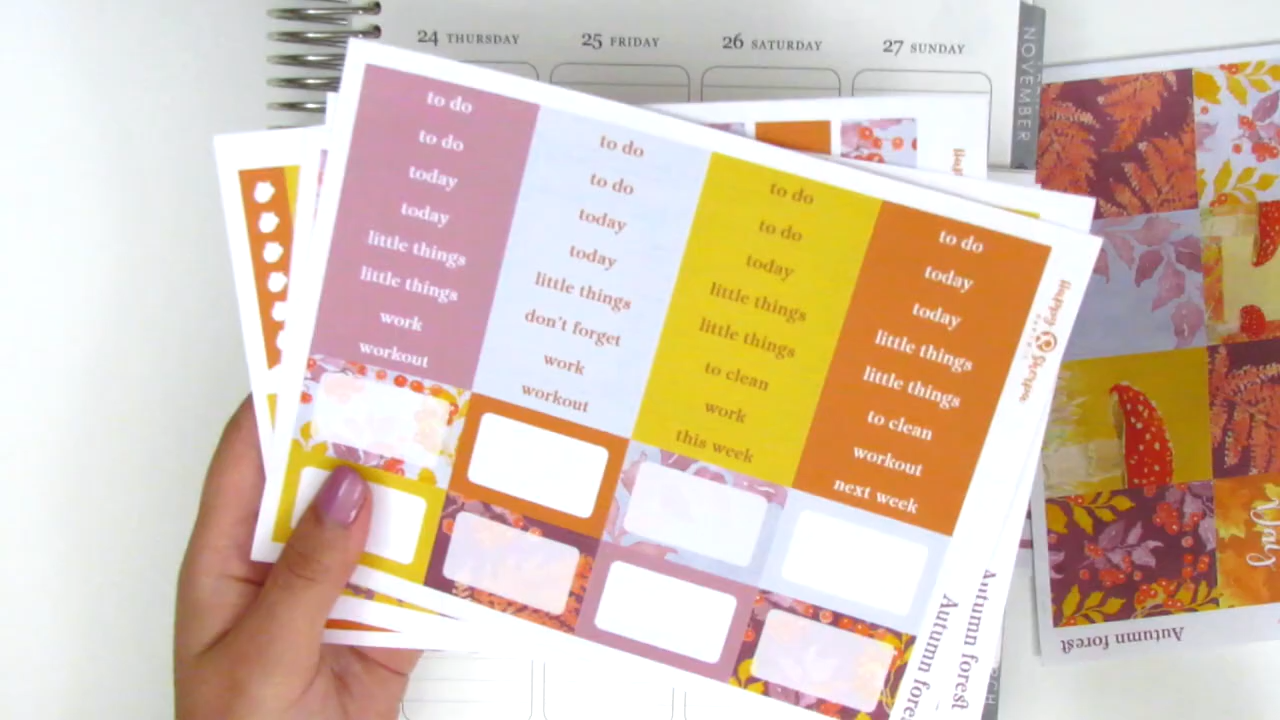 24 THURSDAY
25 FRIDAY
26 SATURDAY
27 SUNDAY
NOVEMBER
to do
to do
today
today
little things
little things
work
workout
to do
to do
today
today
little things
don't forget
work
workout
to do
to do
today
little things
little things
to clean
work
this week
to do
today
today
little things
little things
to clean
workout
next week
Happy
Scrappie
Autumn forest
Autumn fores
Autumn forest